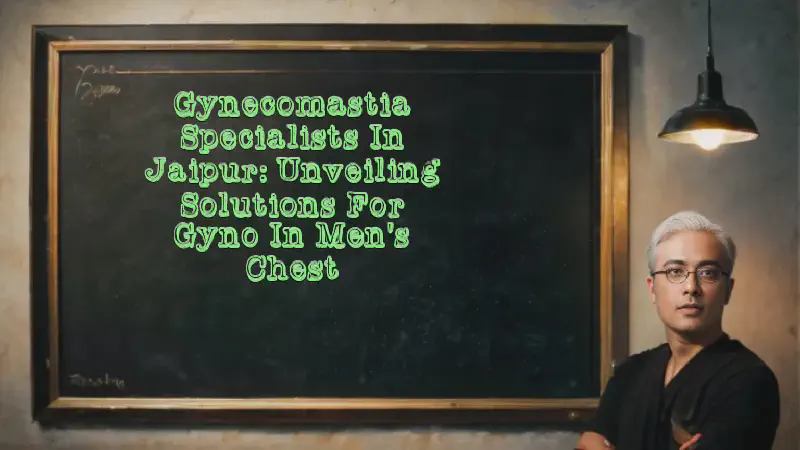 Gynecomastia
Specialists In
Jaipur: Unveiling
Solutions For
Gyno In Men's
Chest